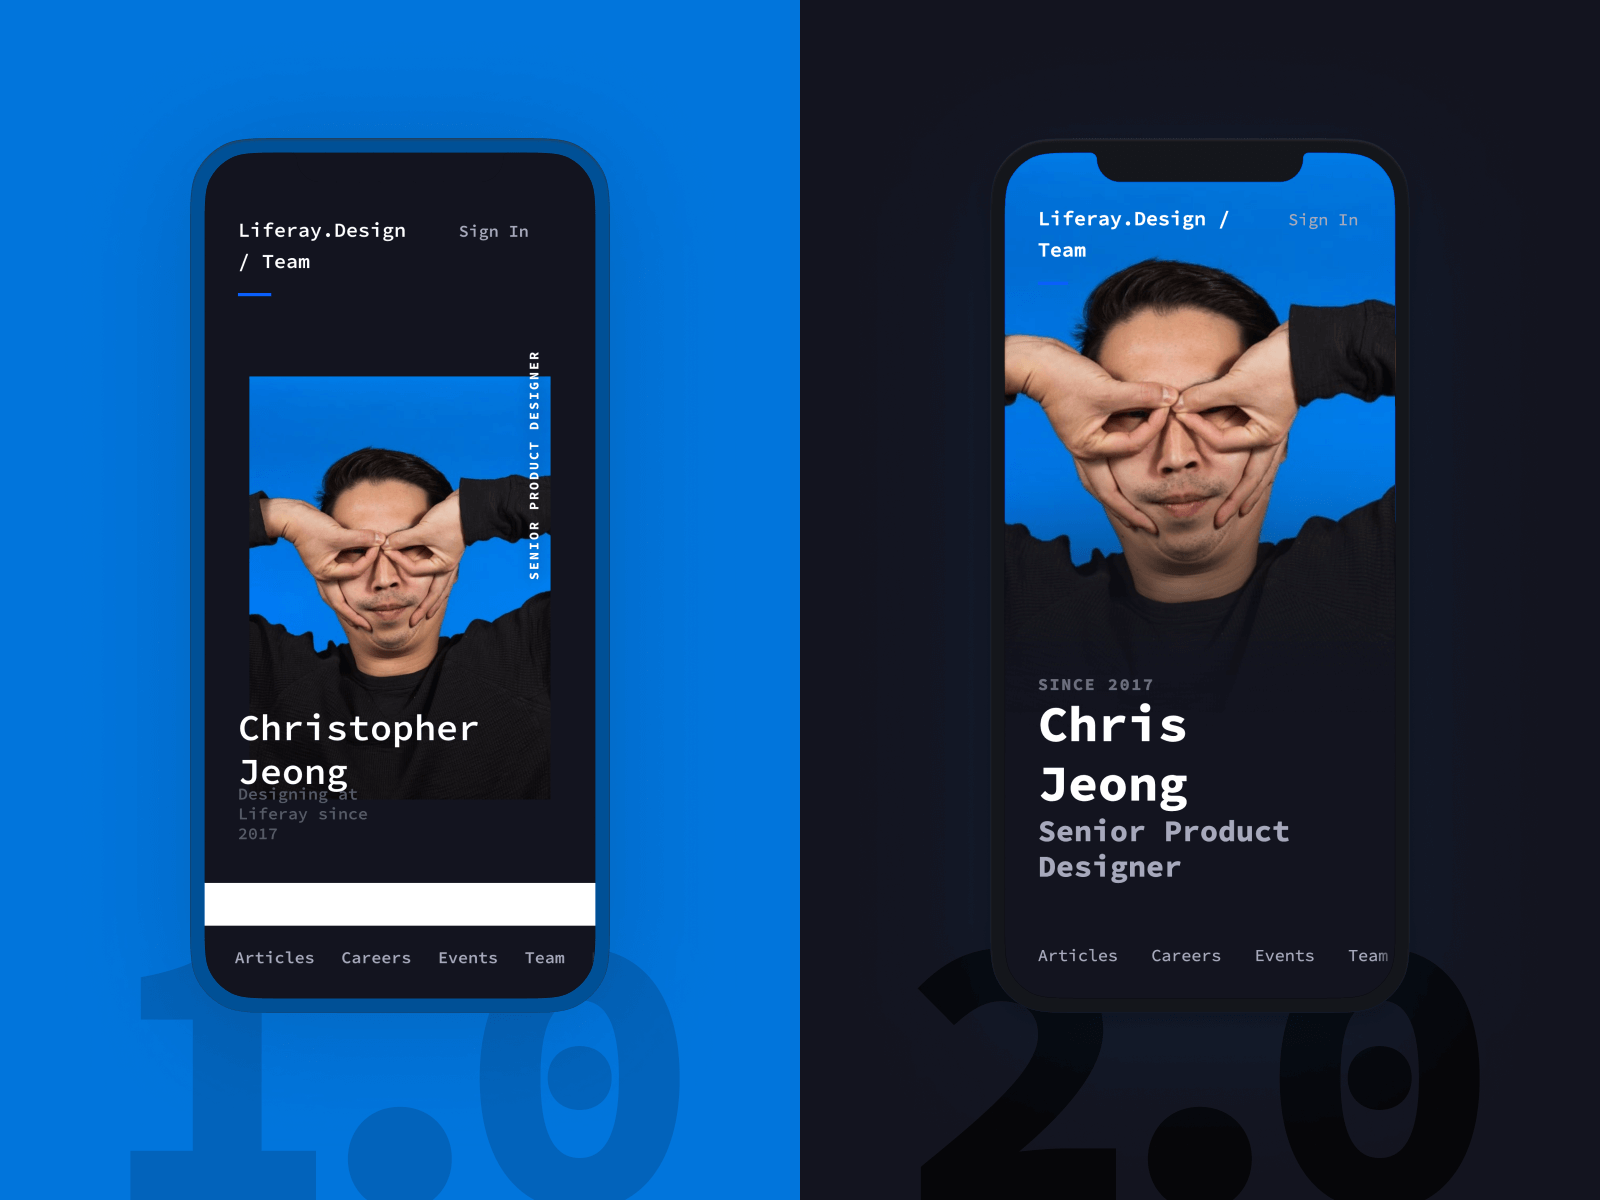 Liferay.Design
/ Team
Sign In
SENIOR PRODUCT DESIGNER
Christopher
Jeong
Designing at
Liferay since
2017
Articles Careers Events Team
1.0
Liferay.Design /
Team
Sign In
SINCE 2017
Chris
Jeong
Senior Product
Designer
Articles Careers Events Team
2.0